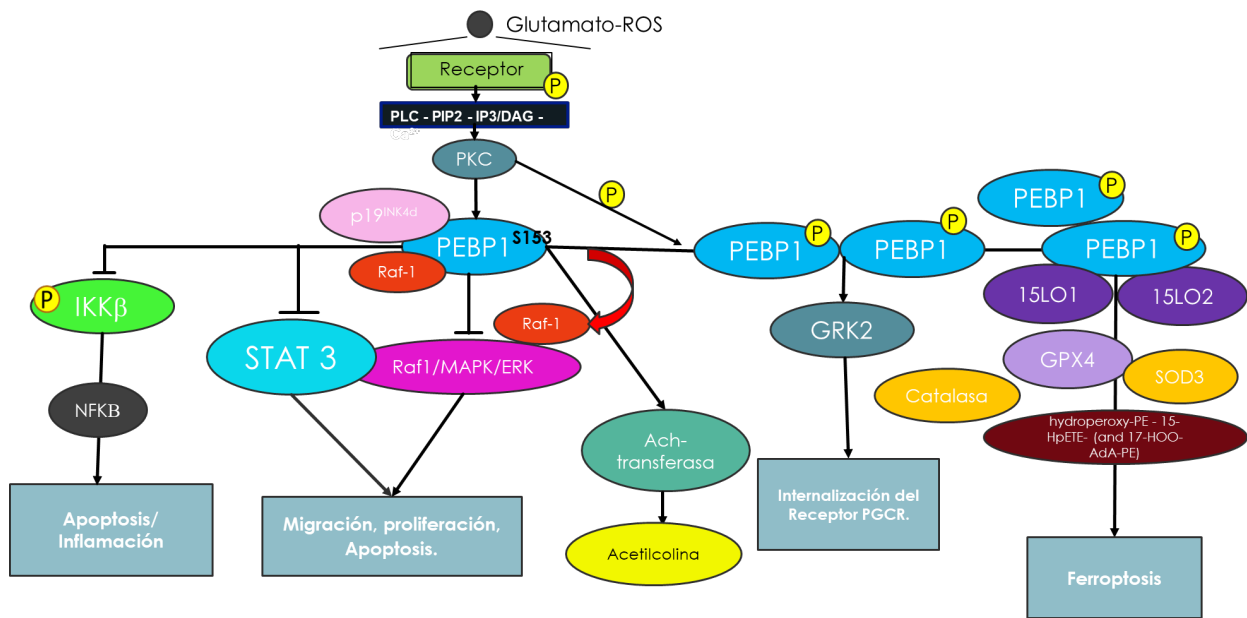 Glutamato-ROS
Receptor
P
PLC - PIP2 - IP3/DAG -
PKC
P
p19INK4d
PEBP1
S153
Raf-1
PEBP1
P
PEBP1
P
PEBP1
P
PEBP1
P
P
IKKβ
STAT 3
Raf-1
Raf1/MAPK/ERK
GRK2
15LO1
15LO2
GPX4
SOD3
Catalasa
NFKB
hydroperoxy-PE - 15-
HpETE- (and 17-HOO-
AdA-PE)
Ach-
transferasa
Apoptosis/
Inflamación
Migración, proliferación,
Apoptosis.
Acetilcolina
Internalización del
Receptor PGCR.
Ferroptosis